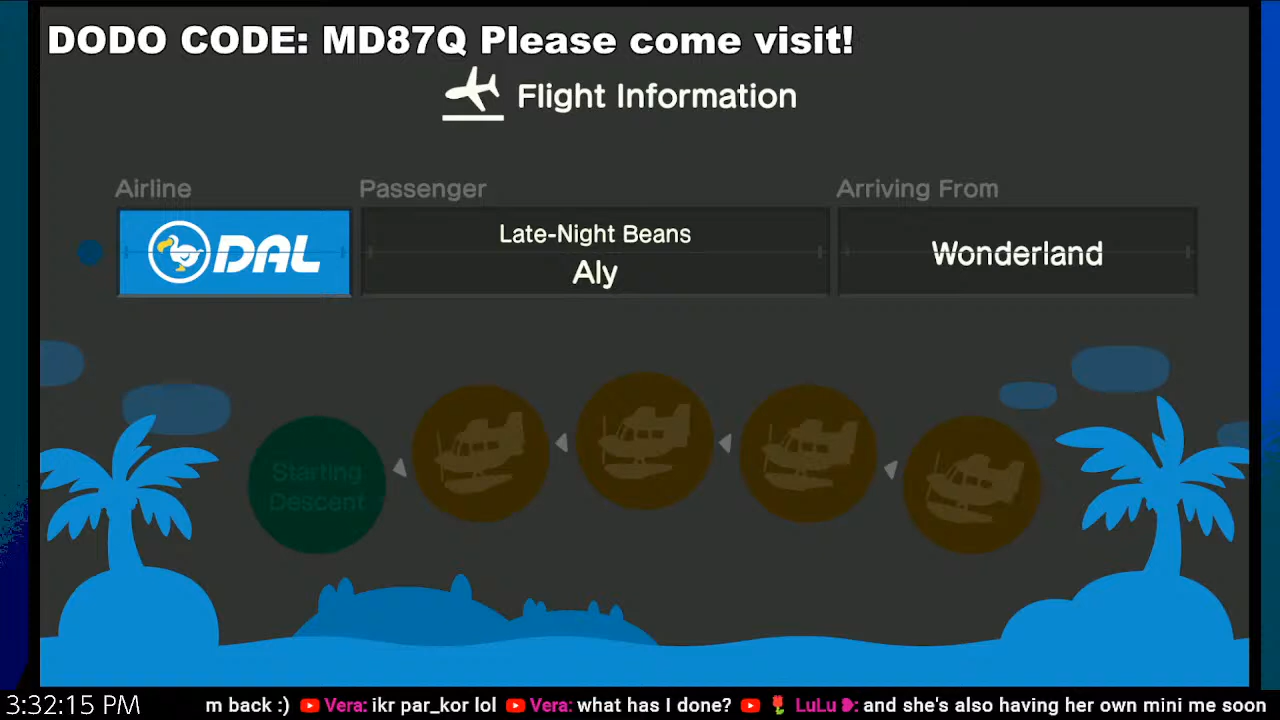 DODO CODE: MD87Q Please come visit!
Flight Information
Airline
Passenger
Arriving From
DAL
Late-Night Beans
Aly
Wonderland
Starting
Descent
3:32:15 PM
m back :) Vera: ikr par_kor lol Vera: what has I done? LuLu ❥: and she's also having her own mini me soon